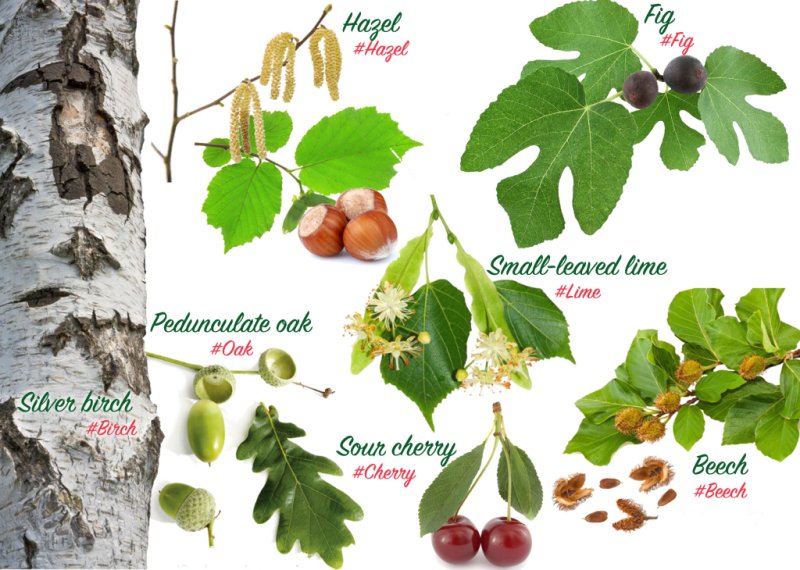 Hazel
#Hazel
Fig
#Fig
Small-leaved lime
#Lime
Pedunculate oak
#Oak
Silver birch
#Birch
Sour cherry
#Cherry
Beech
#Beech